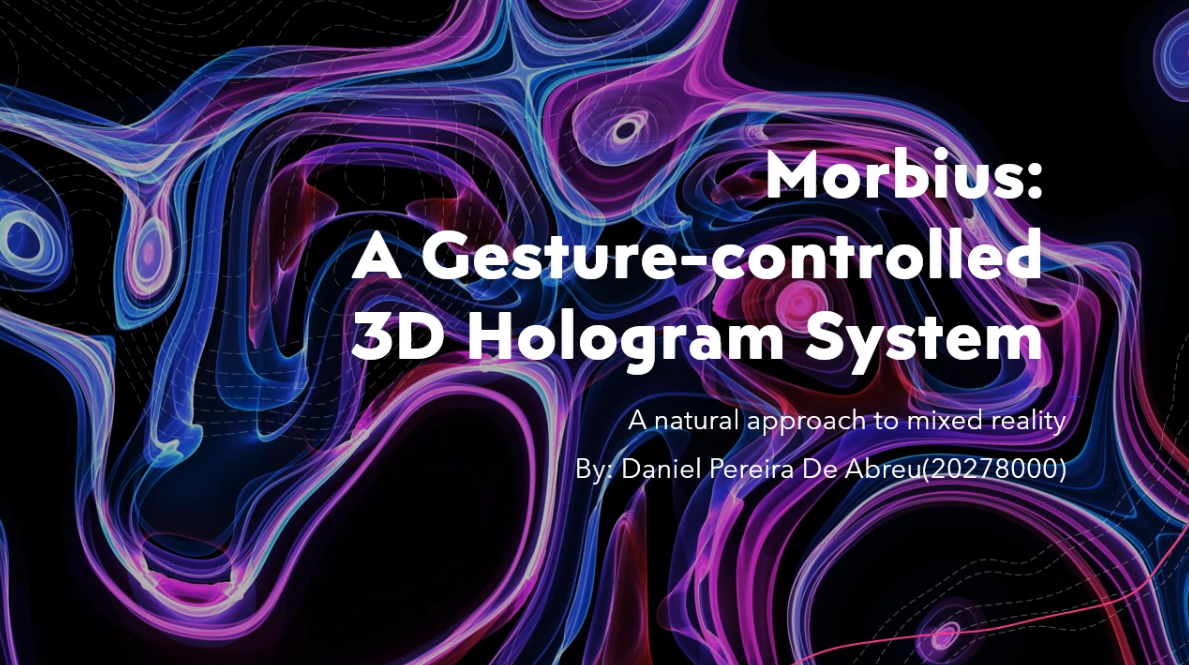 Morbius:
A Gesture-controlled
3D Hologram System
A natural approach to mixed reality
By: Daniel Pereira De Abreu(20278000)